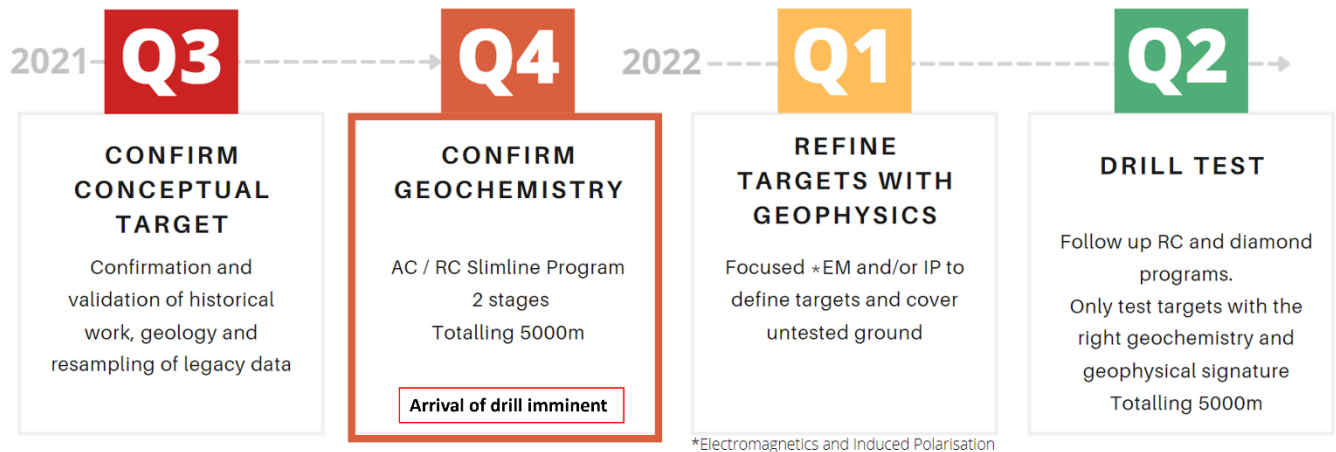 2021
Q3
CONFIRM
CONCEPTUAL
TARGET
Confirmation and
validation of historical
work, geology and
resampling of legacy data
Q4
CONFIRM
GEOCHEMISTRY
AC / RC Slimline Program
2 stages
Totalling 5000m
Arrival of drill imminent
2022
Q1
REFINE
TARGETS WITH
GEOPHYSICS
Focused *EM and/or IP to
define targets and cover
untested ground
*Electromagnetics and Induced Polarisation
Q2
DRILL TEST
Follow up RC and diamond
programs.
Only test targets with the
right geochemistry and
geophysical signature
Totalling 5000m